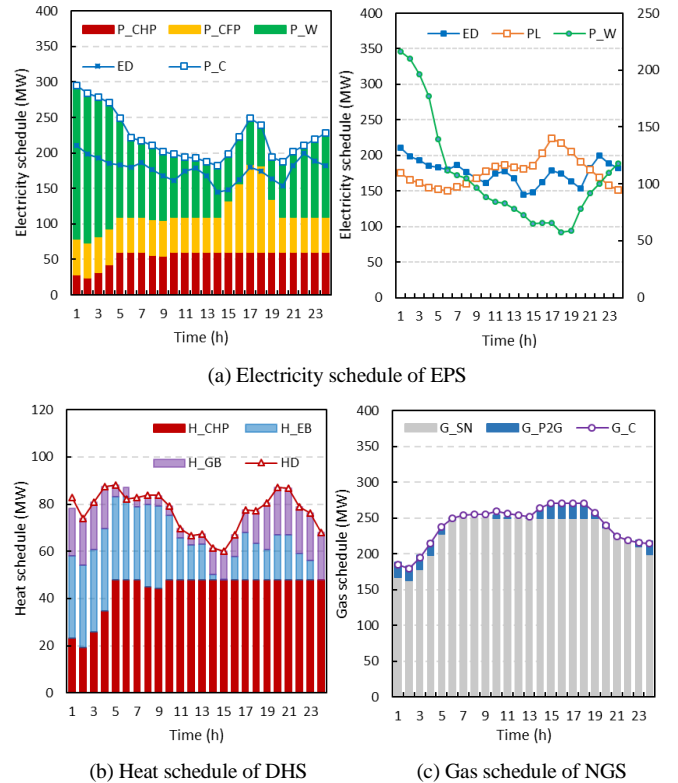 P_CHP P_CFP P_W
ED P_C
Electricity schedule (MW)
400
350
300
250
200
150
100
50
0
1 3 5 7 9 11 13 15 17 19 21 23
Time (h)
ED PL P_W
Electricity schedule (MW)
400
350
300
250
200
150
100
50
0
250
200
150
100
50
0
1 3 5 7 9 11 13 15 17 19 21 23
Time (h)
(a) Electricity schedule of EPS
H_CHP H_EB
H_GB HD
Heat schedule (MW)
120
100
80
60
40
20
0
1 3 5 7 9 11 13 15 17 19 21 23
Time (h)
(b) Heat schedule of DHS
G_SN G_P2G G_C
Gas schedule (MW)
400
350
300
250
200
150
100
50
0
1 3 5 7 9 11 13 15 17 19 21 23
Time (h)
(c) Gas schedule of NGS